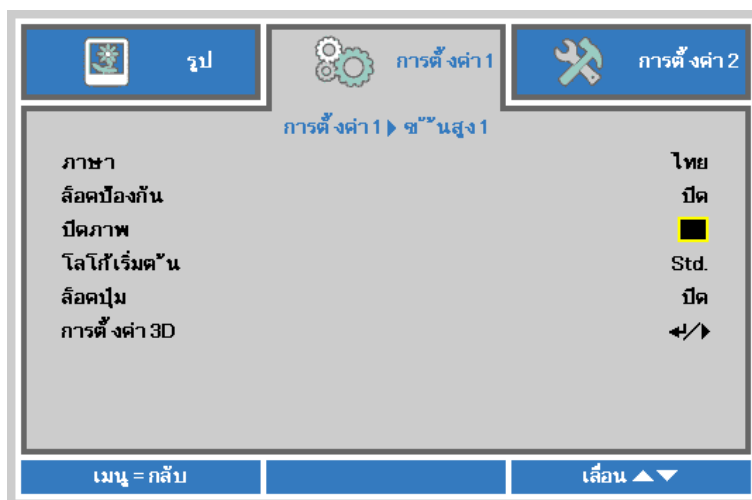 รูป
การตั้งค่า 1
การตั้งค่า 2
การตั้งค่า 1 ▶ ขั้นสูง 1
ภาษา ไทย
ล็อคป้องกัน ปิด
ปิดภาพ
โลโก้เริ่มต้น Std.
ล็อคปุ่ม ปิด
การตั้งค่า 3D ↵/▶
เมนู = กลับ
เลื่อน ▲▼